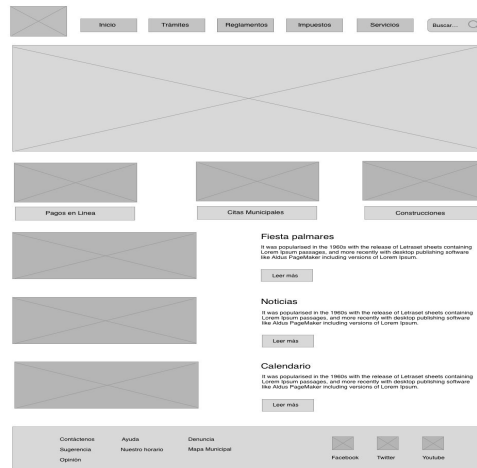 Inicio Trámites Reglamentos Impuestos Servicios Buscar...
Pagos en Linea Citas Municipales Construcciones
Fiesta palmares
It was popularised in the 1960s with the release of Letraset sheets containing
Lorem Ipsum passages, and more recently with desktop publishing software
like Aldus PageMaker including versions of Lorem Ipsum.
Leer más
Noticias
It was popularised in the 1960s with the release of Letraset sheets containing
Lorem Ipsum passages, and more recently with desktop publishing software
like Aldus PageMaker including versions of Lorem Ipsum.
Leer más
Calendario
It was popularised in the 1960s with the release of Letraset sheets containing
Lorem Ipsum passages, and more recently with desktop publishing software
like Aldus PageMaker including versions of Lorem Ipsum.
Leer más
Contáctenos Ayuda Denuncia
Sugerencia Nuestro horario Mapa Municipal
Opinión
Facebook Twitter Youtube